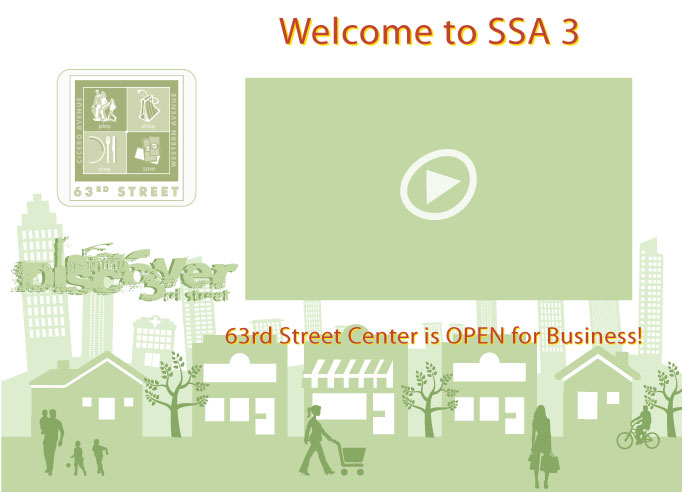 Welcome to SSA 3
CICERO AVENUE
WESTERN AVENUE
play
shop
dine
save
63RD STREET
Discover
rd street
63rd Street Center is OPEN for Business!